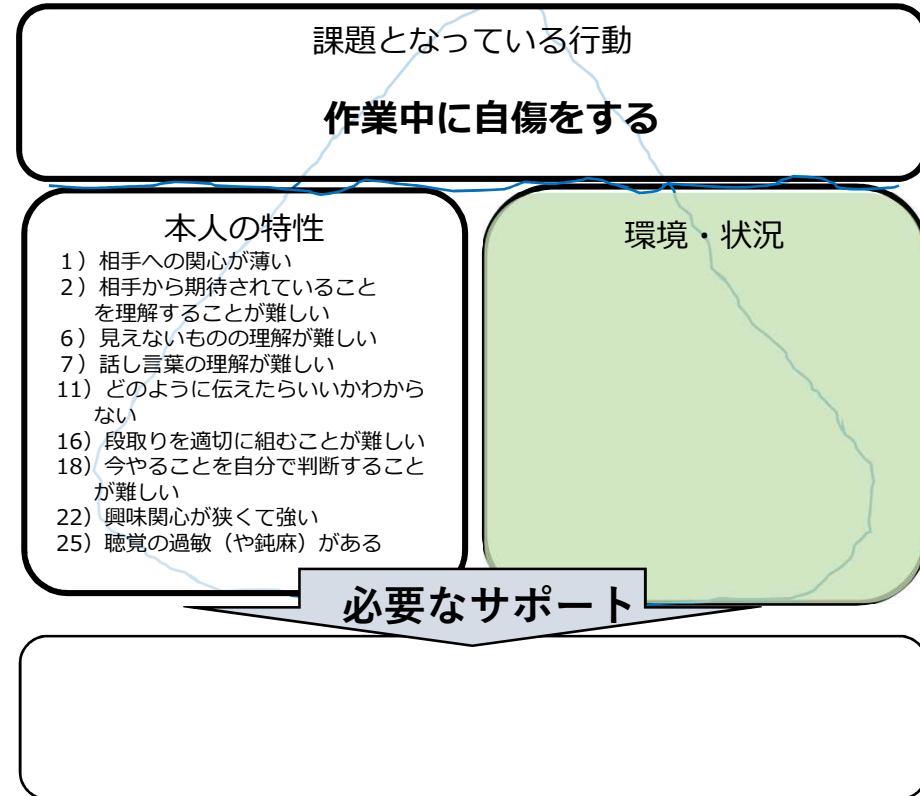 課題となっている行動
作業中に自傷をする
本人の特性
1）相手への関心が薄い
2）相手から期待されていること
を理解することが難しい
6）見えないものの理解が難しい
7）話し言葉の理解が難しい
11）どのように伝えたらいいかわから
ない
16）段取りを適切に組むことが難しい
18）今やることを自分で判断すること
が難しい
22）興味関心が狭くて強い
25）聴覚の過敏（や鈍麻）がある
環境・状況
必要なサポート